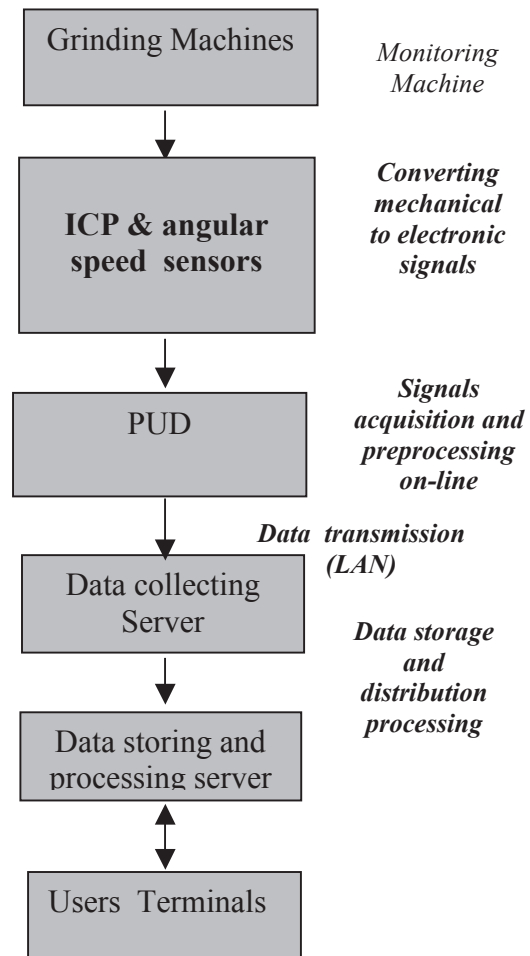 Grinding Machines
Monitoring
Machine
ICP & angular
speed sensors
Converting
mechanical
to electronic
signals
PUD
Signals
acquisition and
preprocessing
on-line
Data transmission
(LAN)
Data collecting
Server
Data storage
and
distribution
processing
Data storing and
processing server
Users Terminals